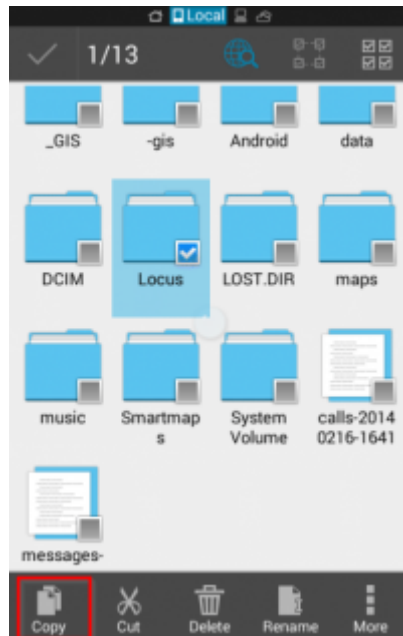 Local
1/13
_GIS
-gis
Android
data
DCIM
Locus
LOST.DIR
maps
music
Smartmap
s
System
Volume
calls-2014
0216-1641
messages-
Copy
Cut
Delete
Rename
More